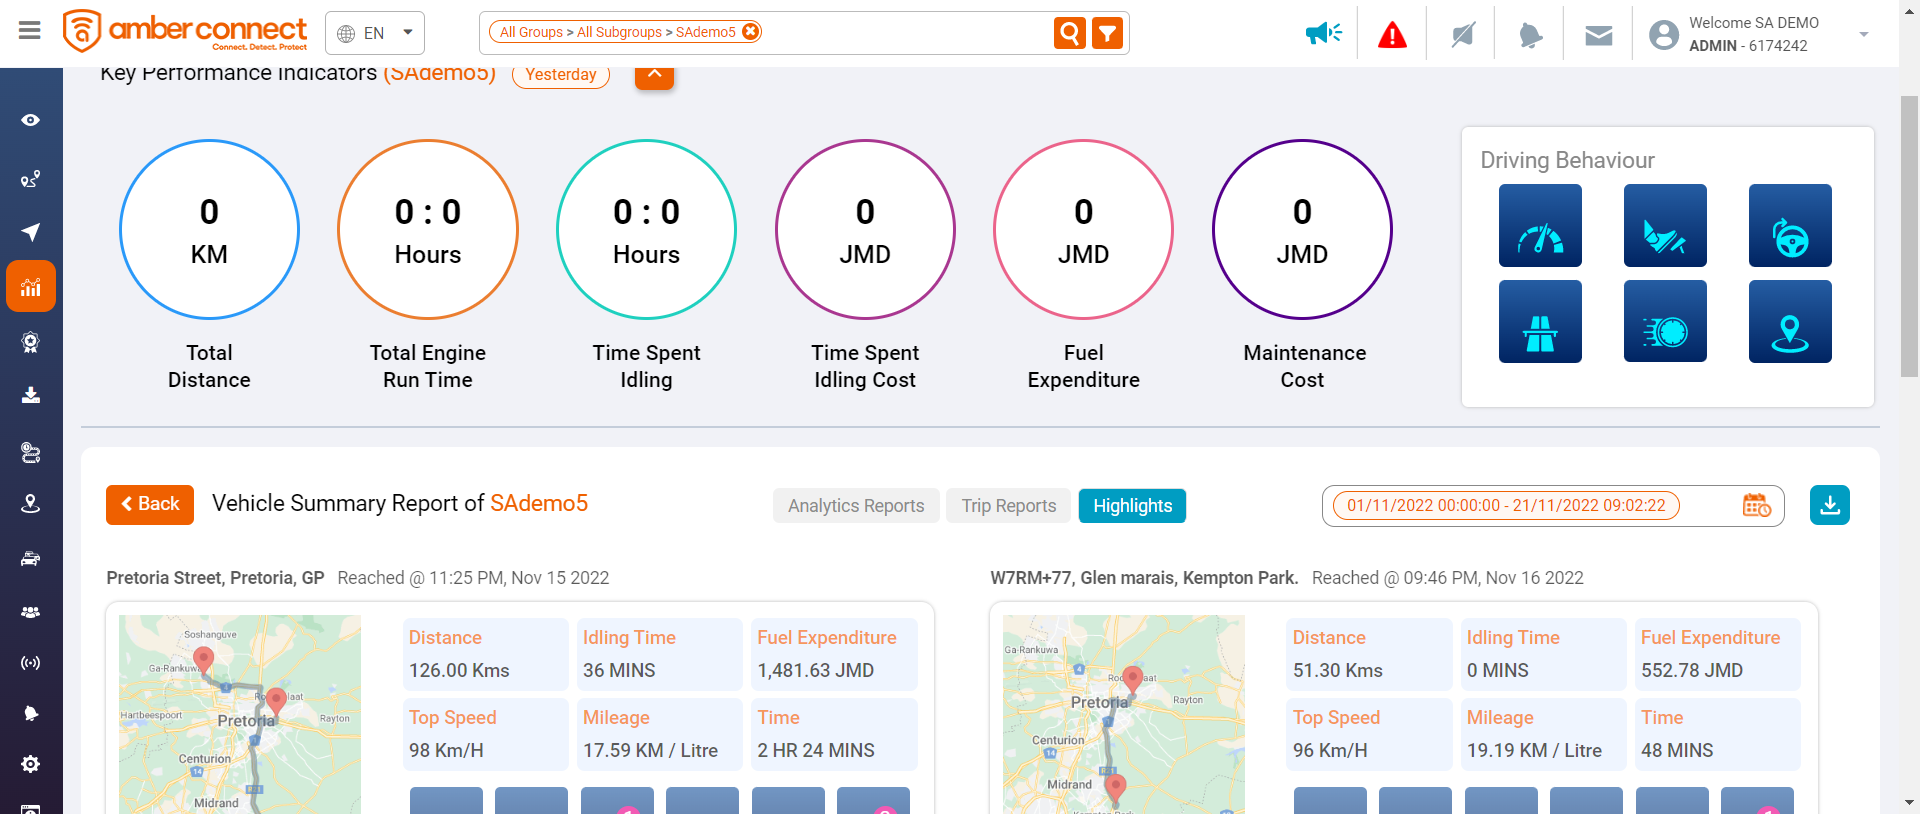 amber connect
Connect. Detect. Protect
EN
All Groups > All Subgroups > SAdemo5
Welcome SA DEMO
ADMIN - 6174242
Key Performance Indicators (SAdemo5)
Yesterday
0
KM
Total
Distance
0 : 0
Hours
Total Engine
Run Time
0 : 0
Hours
Time Spent
Idling
0
JMD
Time Spent
Idling Cost
0
JMD
Fuel
Expenditure
0
JMD
Maintenance
Cost
Driving Behaviour
Back
Vehicle Summary Report of SAdemo5
Analytics Reports
Trip Reports
Highlights
01/11/2022 00:00:00 - 21/11/2022 09:02:22
Pretoria Street, Pretoria, GP Reached @ 11:25 PM, Nov 15 2022
Soshanguve
Ga-Rankuwa
Hartbeespoort
Pretoria
Rayton
Centurion
14
Midrand
Distance
126.00 Kms
Idling Time
36 MINS
Fuel Expenditure
1,481.63 JMD
Top Speed
98 Km/H
Mileage
17.59 KM / Litre
Time
2 HR 24 MINS
W7RM+77, Glen marais, Kempton Park. Reached @ 09:46 PM, Nov 16 2022
Ga-Rankuwa
Pretoria
Rayton
Centurion
14
Midrand
Distance
51.30 Kms
Idling Time
0 MINS
Fuel Expenditure
552.78 JMD
Top Speed
96 Km/H
Mileage
19.19 KM / Litre
Time
48 MINS